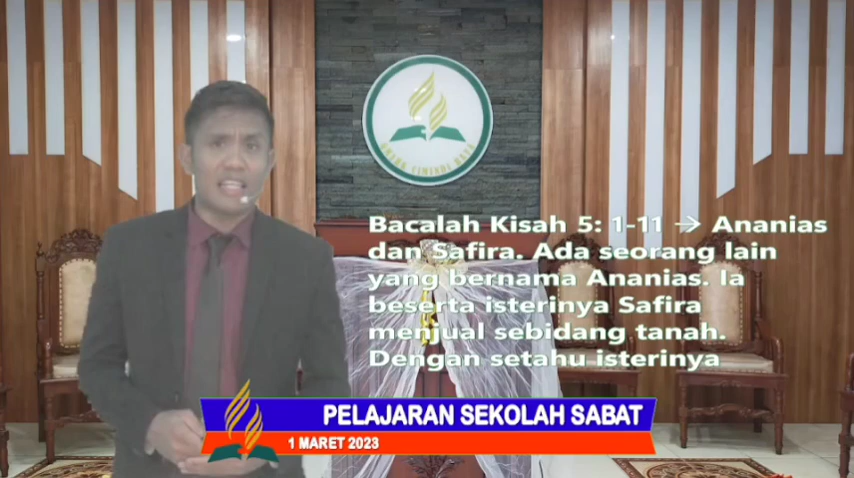 Bacalah Kisah 5: 1-11 → Ananias
dan Safira. Ada seorang lain
yang bernama Ananias. Ia
beserta isterinya Safira
menjual sebidang tanah.
Dengan setahu isterinya
PELAJARAN SEKOLAH SABAT
1 MARET 2023